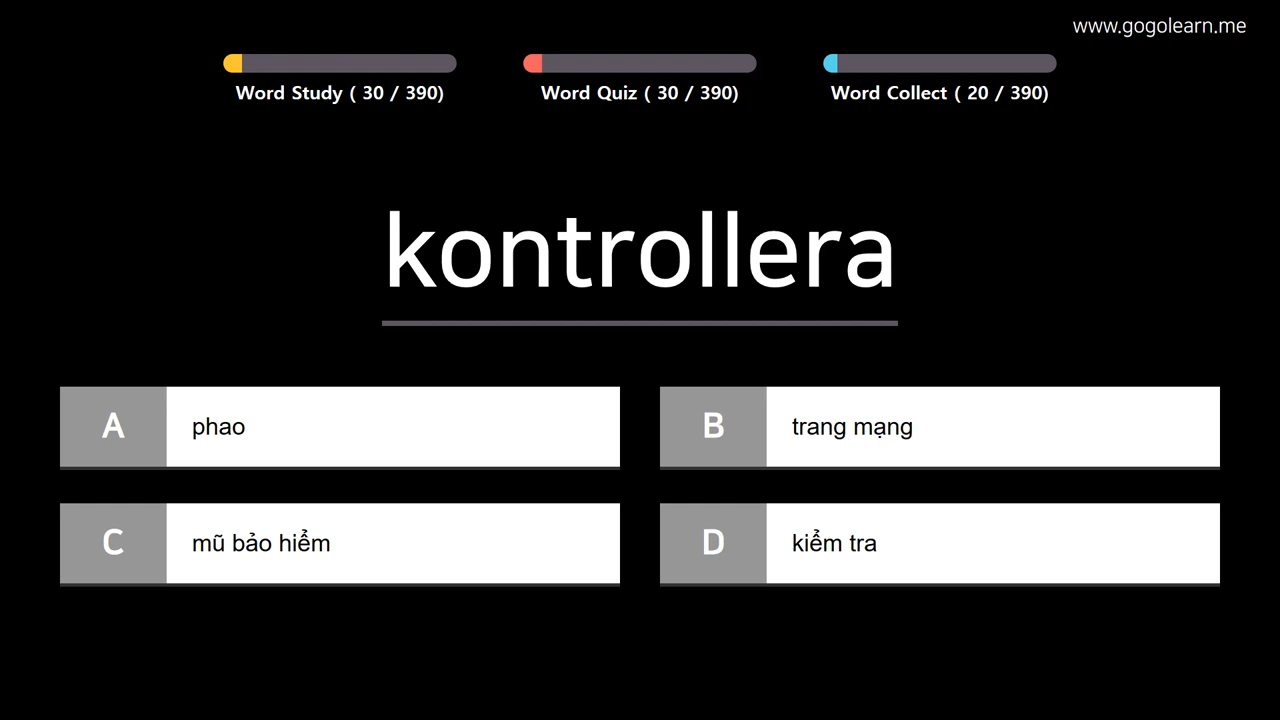 www.gogolearn.me
Word Study ( 30 / 390)
Word Quiz ( 30 / 390)
Word Collect ( 20 / 390)
kontrollera
A phao
B trang mạng
C mũ bảo hiểm
D kiểm tra